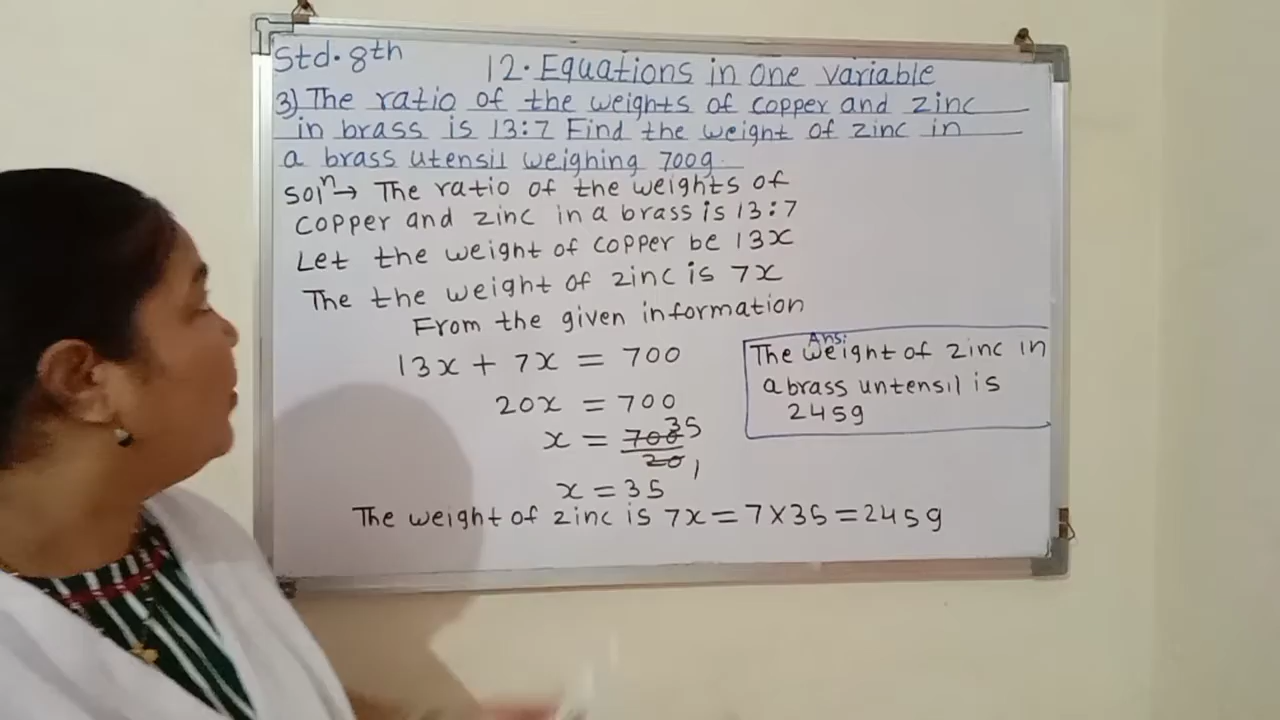 Std. 8th
12. Equations in one variable
3) The ratio of the weights of copper and zinc
in brass is 13:7 Find the weight of zinc in
a brass utensil weighing 700g.
Solⁿ→ The ratio of the weights of
copper and zinc in a brass is 13:7
Let the weight of copper be 13x
The the weight of zinc is 7x
From the given information
13x + 7x = 700
20x = 700
x = 700/20 35 1
x = 35
The weight of zinc is 7x = 7×35 = 245g
Ans:
The weight of zinc in
a brass untensil is
245g